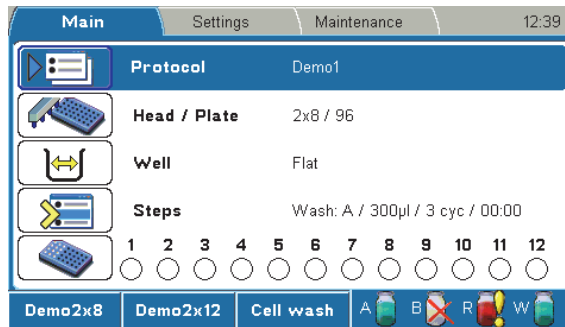 Main Settings Maintenance 12:39
Protocol Demo1
Head / Plate 2x8 / 96
Well Flat
Steps Wash: A / 300µl / 3 cyc / 00:00
1 2 3 4 5 6 7 8 9 10 11 12
Demo2x8 Demo2x12 Cell wash A B R W